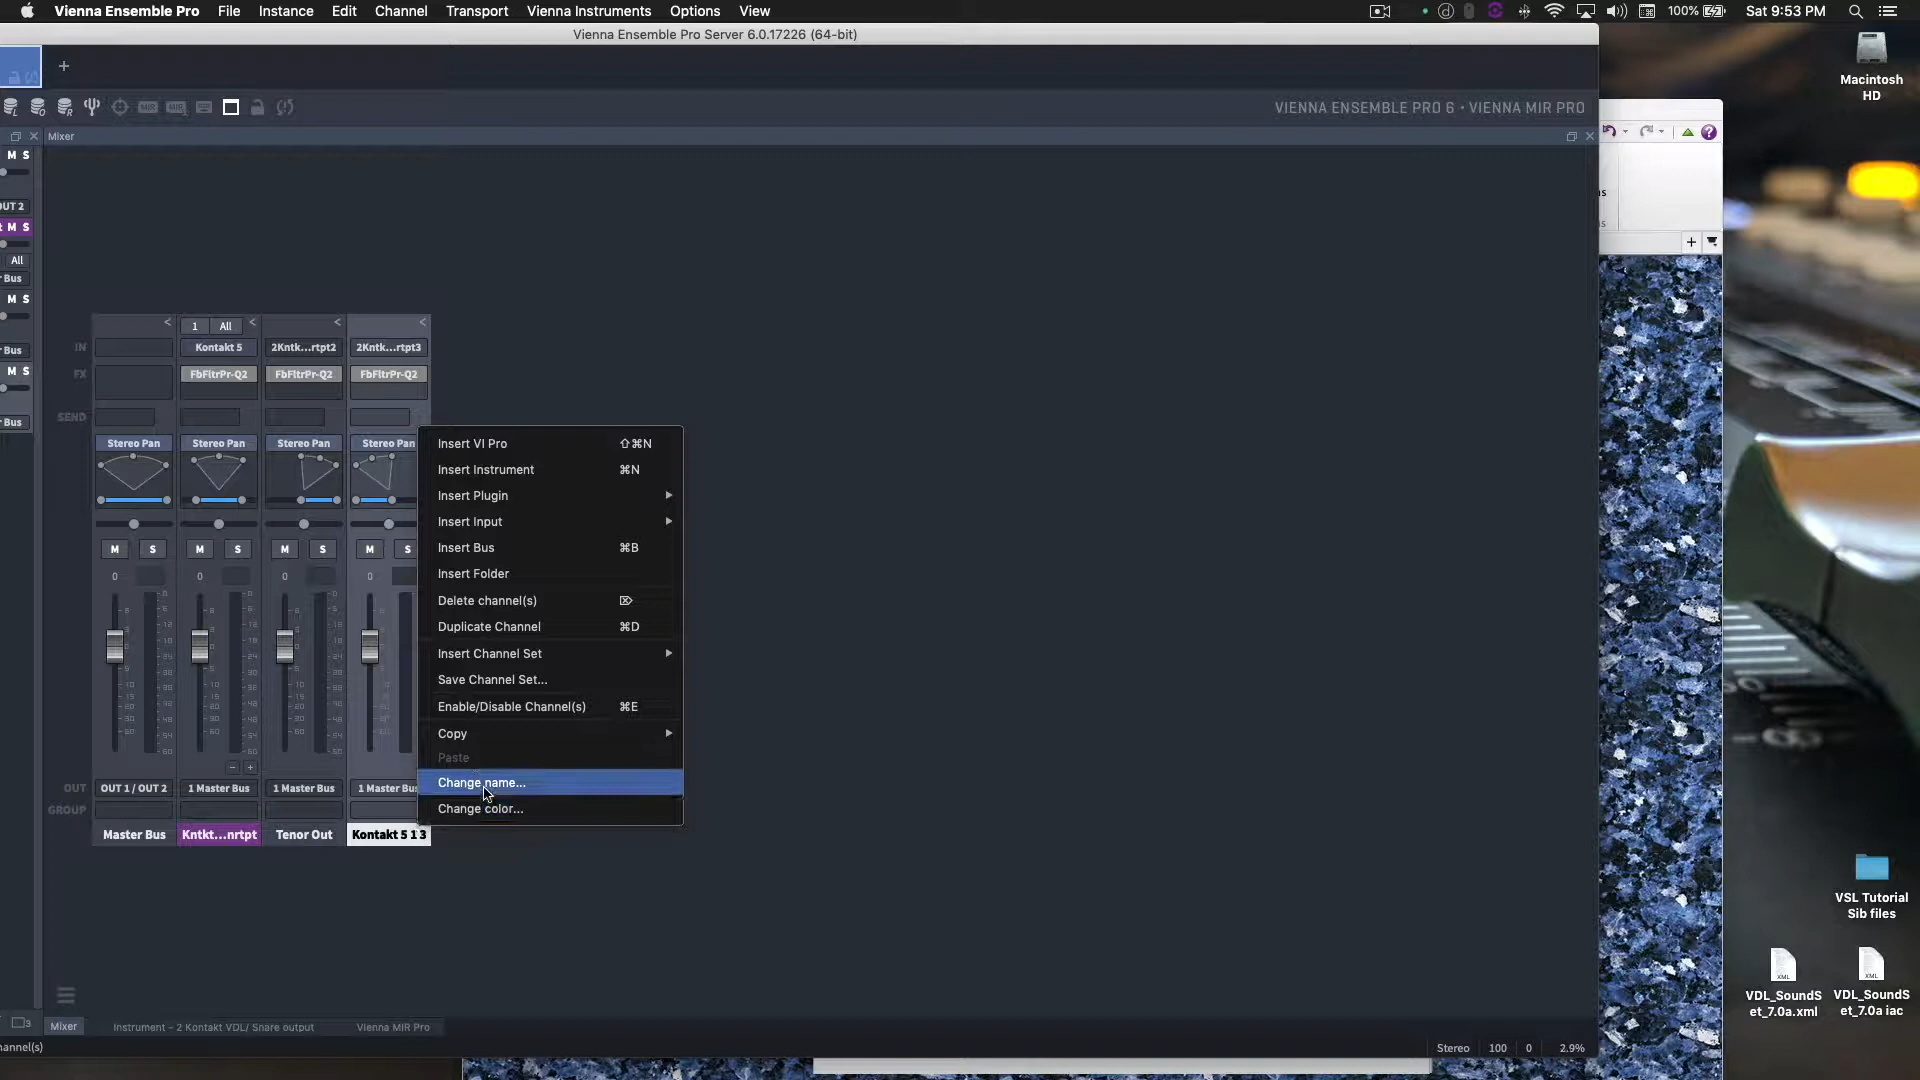 Vienna Ensemble Pro File Instance Edit Channel Transport Vienna Instruments Options View 100% Sat 9:53 PM
Vienna Ensemble Pro Server 6.0.17226 (64-bit)
+
VIENNA ENSEMBLE PRO 6 • VIENNA MIR PRO
Mixer
Macintosh
HD
M S
OUT 2
M S
All
Bus
M S
Bus
M S
Bus
1 All
IN Kontakt 5 2Kntk...rtpt2 2Kntk...rtpt3
FX FbFltrPr-Q2 FbFltrPr-Q2 FbFltrPr-Q2
SEND
Stereo Pan Stereo Pan Stereo Pan Stereo Pan
M S M S M S M S
0 0 0 0
OUT OUT 1 / OUT 2 1 Master Bus 1 Master Bus 1 Master Bus
GROUP
Master Bus Kntkt...nrtpt Tenor Out Kontakt 5 1 3
Insert VI Pro ⇧⌘N
Insert Instrument ⌘N
Insert Plugin
Insert Input
Insert Bus ⌘B
Insert Folder
Delete channel(s) ⌦
Duplicate Channel ⌘D
Insert Channel Set
Save Channel Set...
Enable/Disable Channel(s) ⌘E
Copy
Paste
Change name...
Change color...
VSL Tutorial
Sib files
VDL_SoundS
et_7.0a.xml
VDL_SoundS
et_7.0a iac
Mixer Instrument – 2 Kontakt VDL/ Snare output Vienna MIR Pro
annel(s)
Stereo 100 0 2.9%